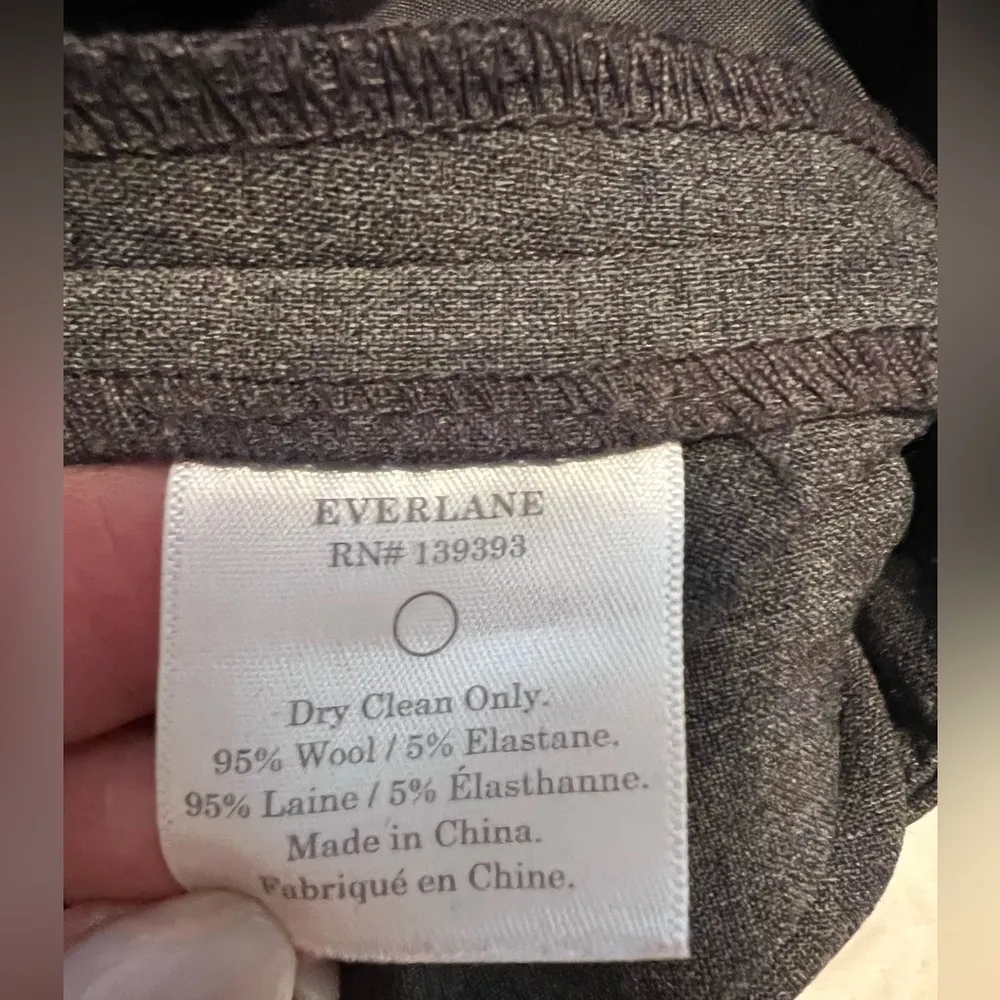 EVERLANE
RN# 139393
Dry Clean Only.
95% Wool / 5% Elastane.
95% Laine / 5% Élasthanne.
Made in China.
Fabriqué en Chine.